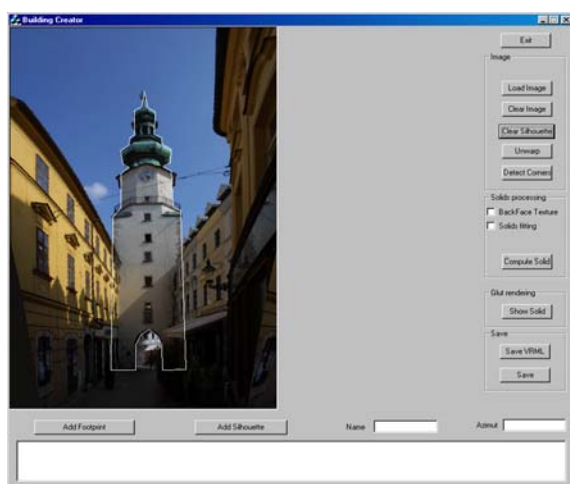 Building Creator
Exit
Image
Load Image
Clear Image
Clear Silhouette
Unwarp
Detect Corners
Solids processing
BackFace Texture
Solids fitting
Compute Solid
Glut rendering
Show Solid
Save
Save VRML
Save
Add Footprint
Add Silhouette
Name
Azimut